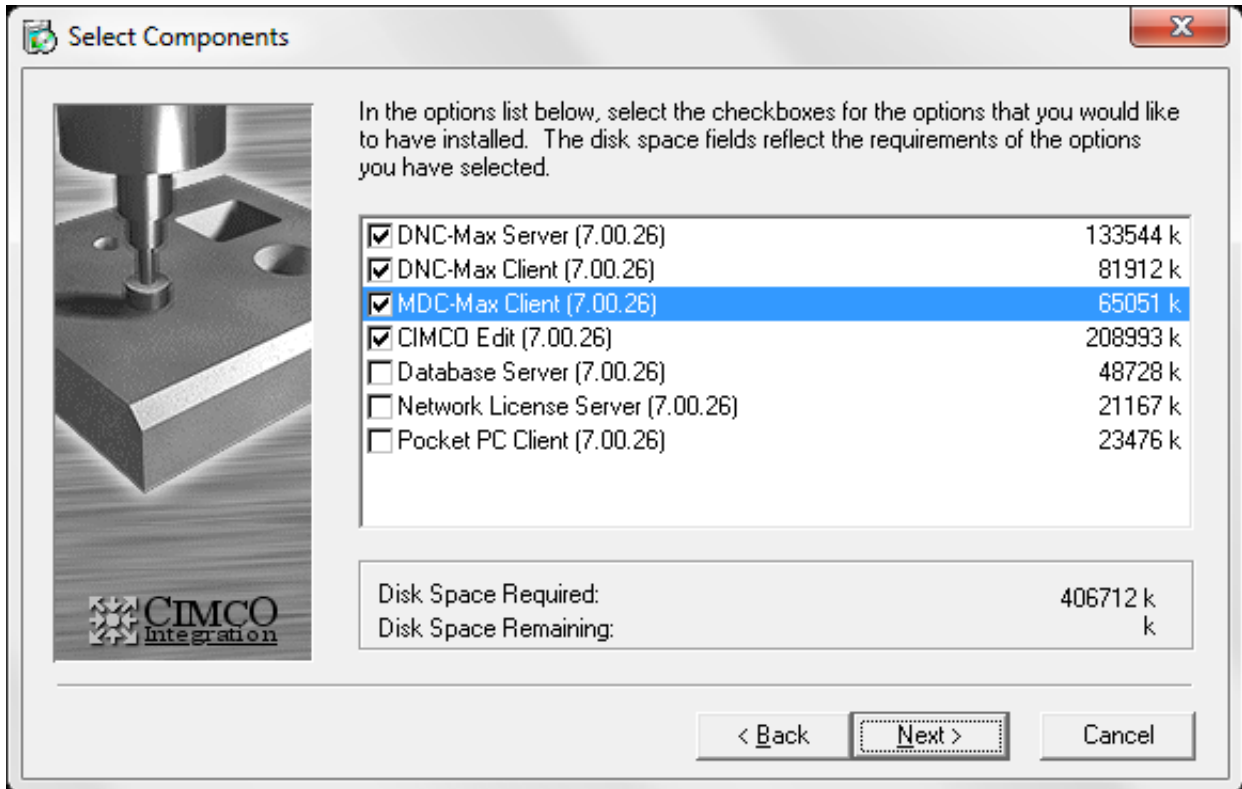 Select Components
In the options list below, select the checkboxes for the options that you would like
to have installed.  The disk space fields reflect the requirements of the options
you have selected.
DNC-Max Server (7.00.26) 133544 k
DNC-Max Client (7.00.26) 81912 k
MDC-Max Client (7.00.26) 65051 k
CIMCO Edit (7.00.26) 208993 k
Database Server (7.00.26) 48728 k
Network License Server (7.00.26) 21167 k
Pocket PC Client (7.00.26) 23476 k
Disk Space Required: 406712 k
Disk Space Remaining: k
CIMCO
Integration
< Back Next > Cancel